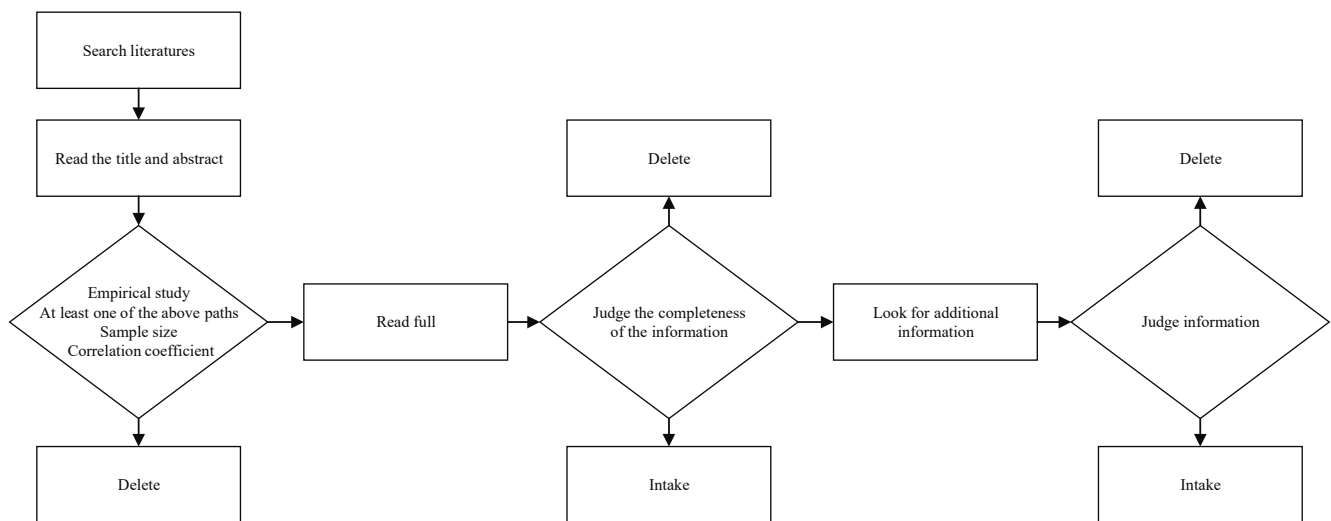 Search literatures
Read the title and abstract
Empirical study
At least one of the above paths
Sample size
Correlation coefficient
Delete
Read full
Delete
Judge the completeness
of the information
Intake
Look for additional
information
Delete
Judge information
Intake